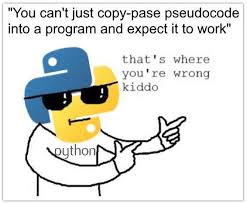 "You can't just copy-pase pseudocode
into a program and expect it to work"
that's where
you're wrong
kiddo
python